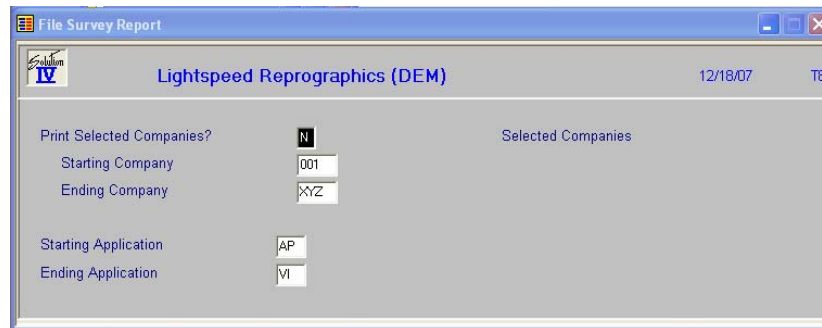 File Survey Report
Solution
IV
Lightspeed Reprographics (DEM) 12/18/07
Print Selected Companies? N Selected Companies
Starting Company 001
Ending Company XYZ
Starting Application AP
Ending Application VI